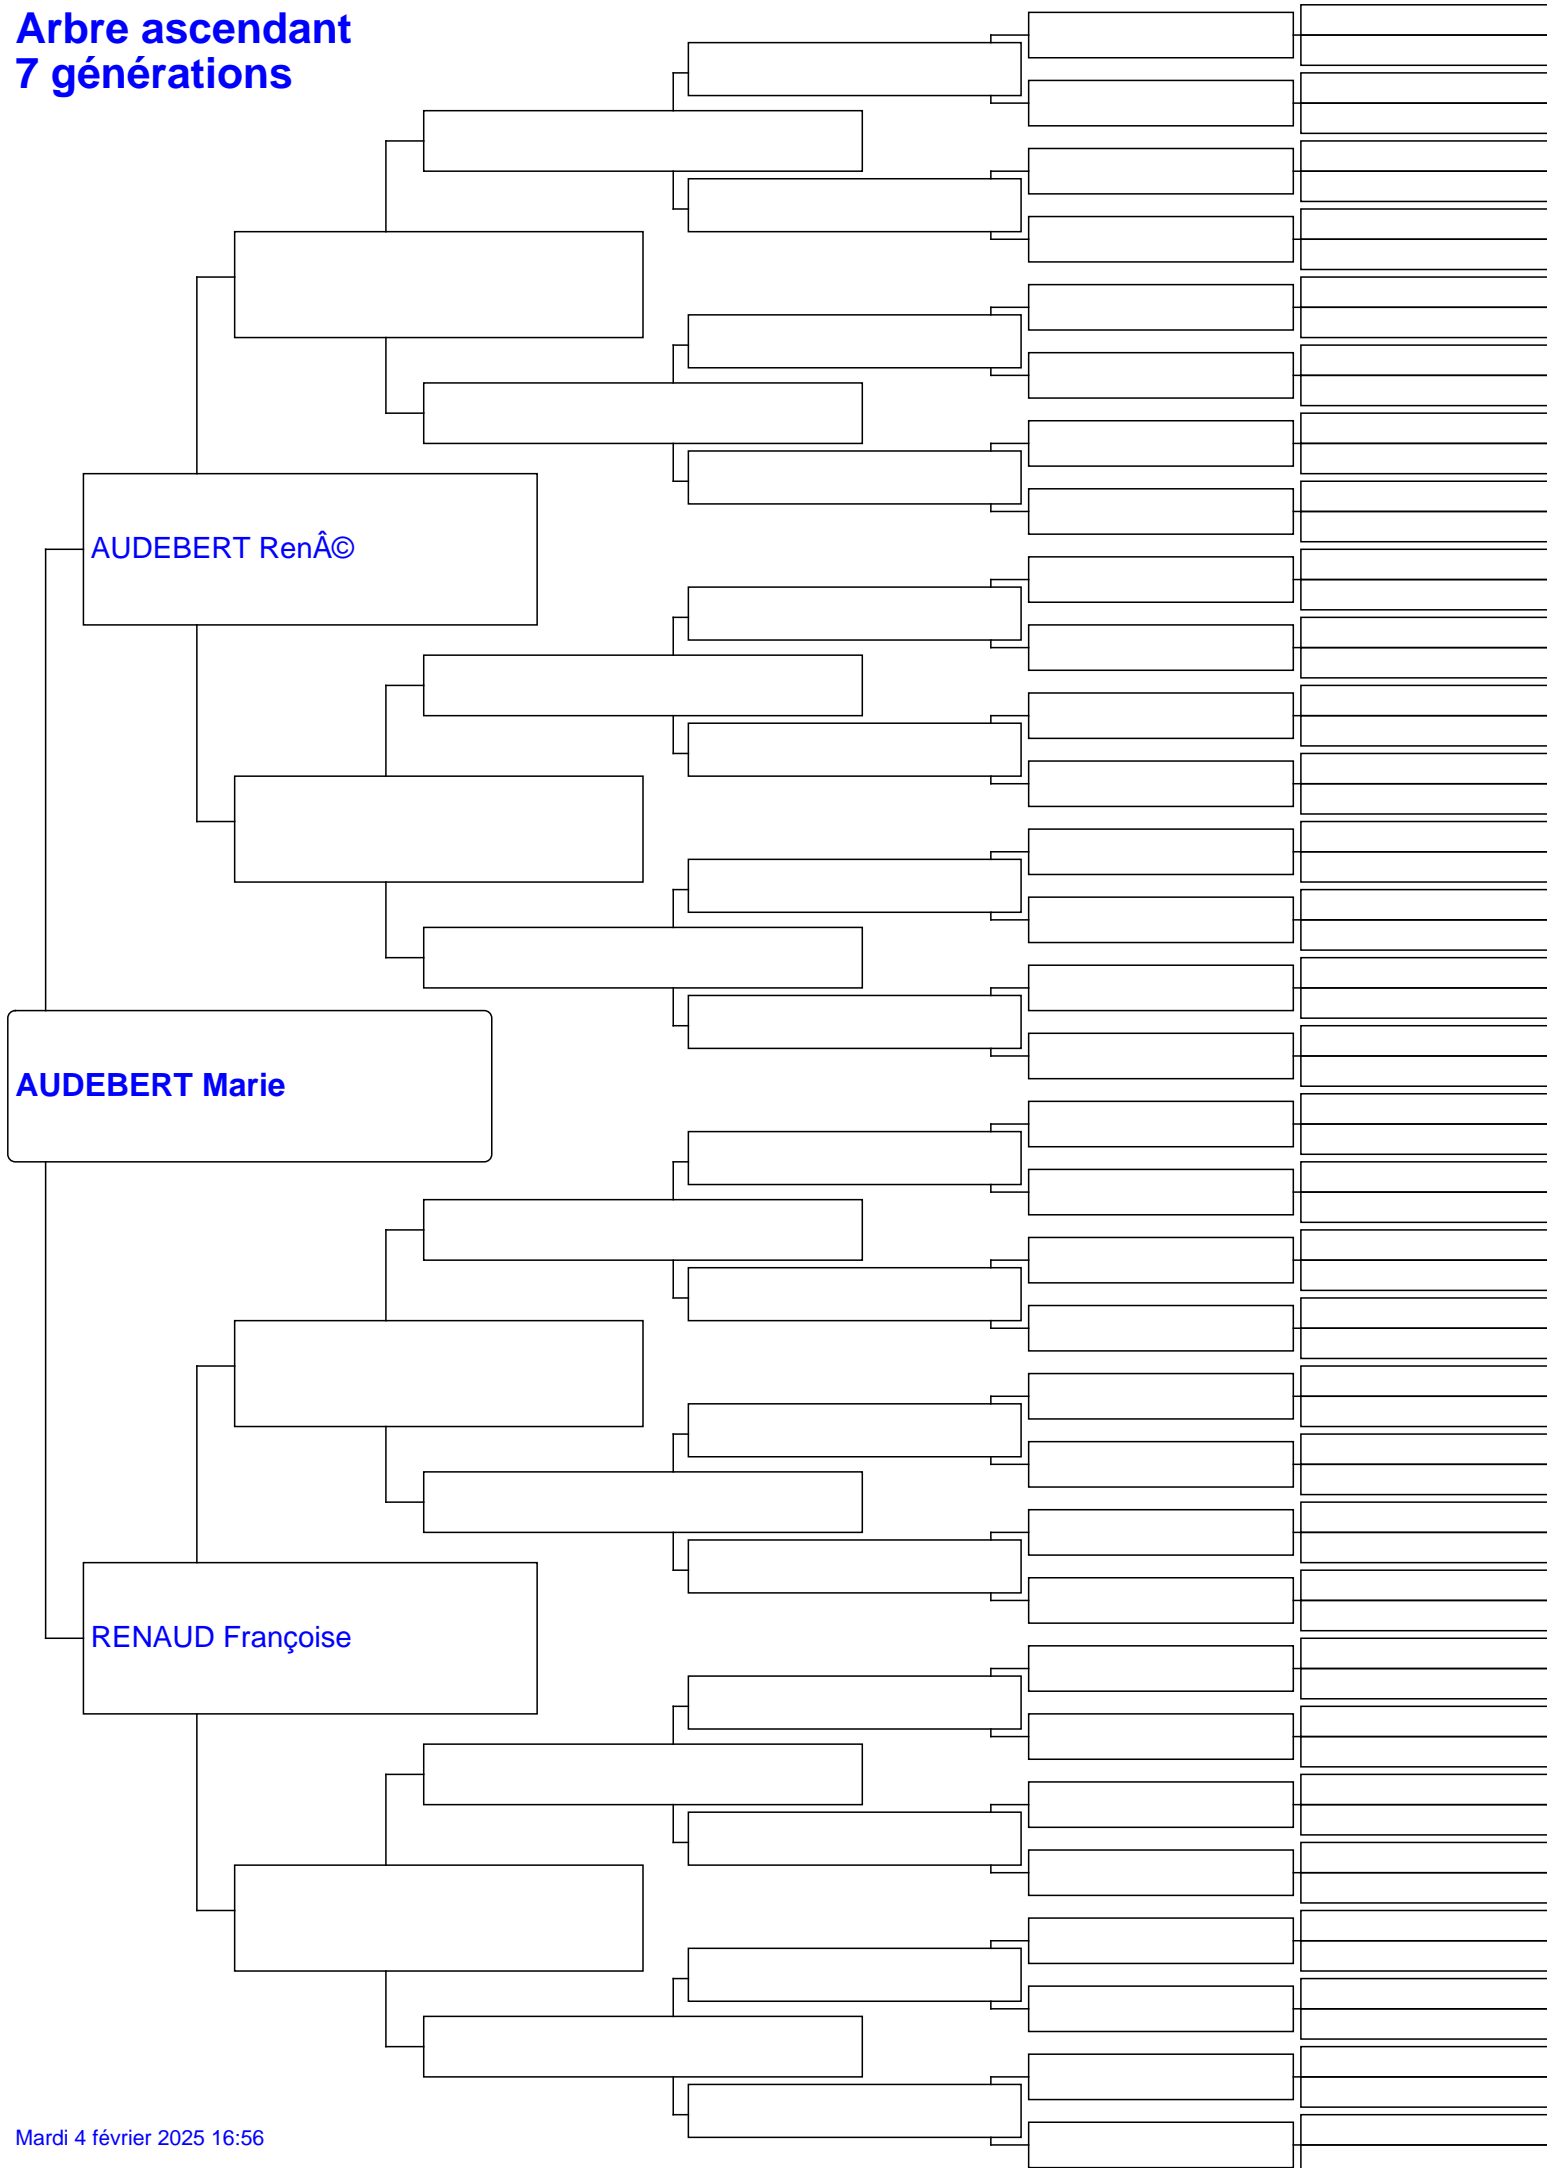 Arbre ascendant
7 générations
AUDEBERT RenÃ©
AUDEBERT Marie
RENAUD Françoise
Mardi 4 février 2025 16:56